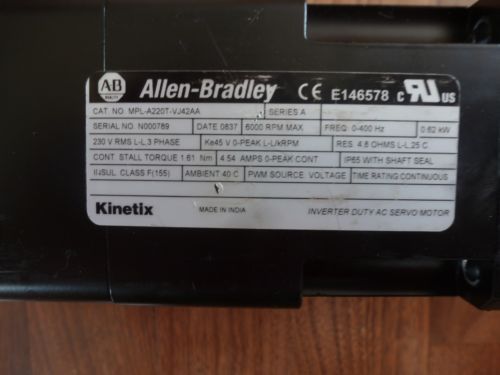 AB Allen-Bradley CE E146578 c RU US
CAT. NO. MPL-A220T-VJ42AA SERIES A
SERIAL NO. N000789 DATE 0837 6000 RPM MAX FREQ. 0-400 Hz 0.62 kW
230 V RMS L-L,3 PHASE Ke45 V 0-PEAK L-L/kRPM RES. 4.8 OHMS L-L,25 C
CONT STALL TORQUE 1.61 Nm 4.54 AMPS 0-PEAK CONT IP65 WITH SHAFT SEAL
INSUL. CLASS F(155) AMBIENT 40 C PWM SOURCE VOLTAGE TIME RATING CONTINUOUS
Kinetix MADE IN INDIA INVERTER DUTY AC SERVO MOTOR